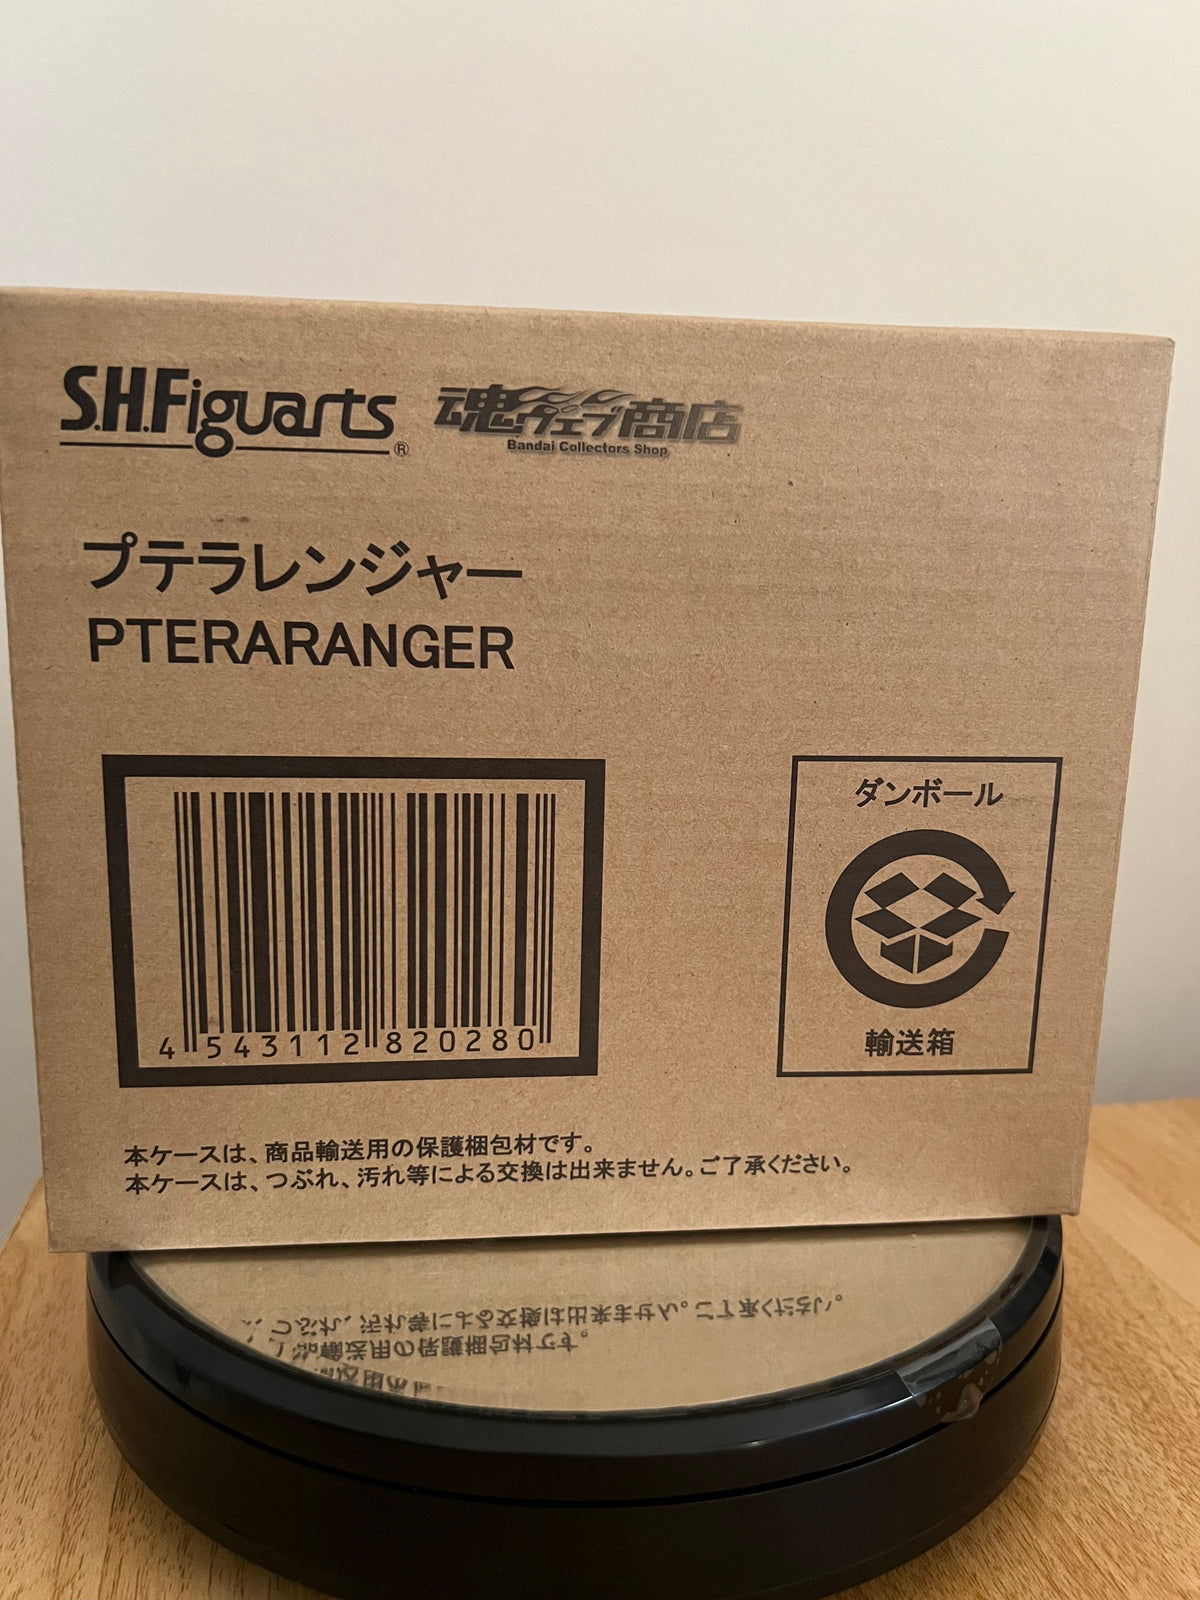 S.H.Figuarts®
魂ウェブ商店
Bandai Collectors Shop
プテラレンジャー
PTERARANGER
4 543112 820280
ダンボール
輸送箱
本ケースは、商品輸送用の保護梱包材です。
本ケースは、つぶれ、汚れ等による交換は出来ません。ご了承ください。